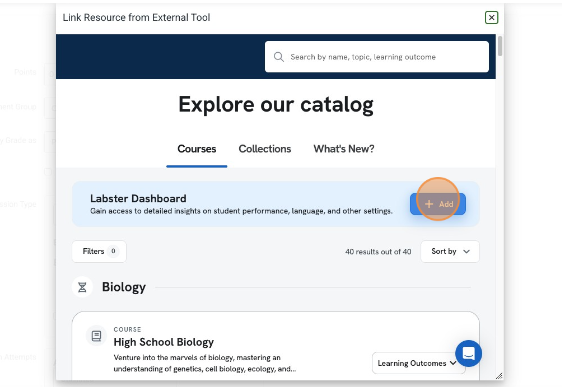 Link Resource from External Tool
Search by name, topic, learning outcome
Explore our catalog
Courses Collections What's New?
Labster Dashboard
Gain access to detailed insights on student performance, language, and other settings.
+ Add
Filters 0
40 results out of 40
Sort by
Biology
COURSE
High School Biology
Venture into the marvels of biology, mastering an
understanding of genetics, cell biology, ecology, and...
Learning Outcomes